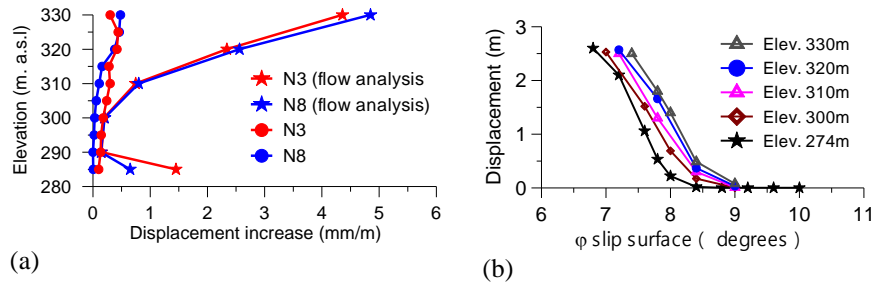 Elevation (m. a.s.l)
330
320
310
300
290
280
0
1
2
3
4
5
6
Displacement increase (mm/m)
N3 (flow analysis
N8 (flow analysis)
N3
N8
(a)
Displacement (m)
3
2
1
0
6
7
8
9
10
11
φ slip surface ( degrees)
Elev. 330m
Elev. 320m
Elev. 310m
Elev. 300m
Elev. 274m
(b)